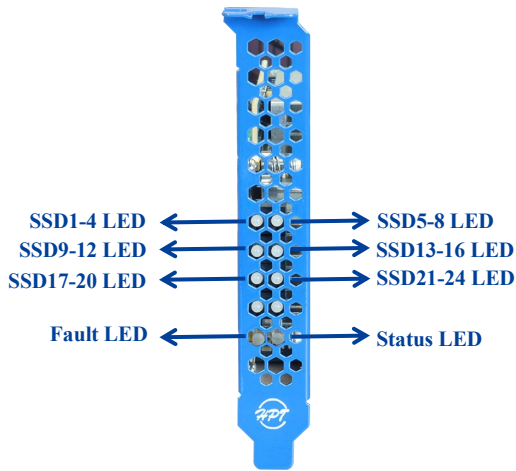 SSD1-4 LED
SSD5-8 LED
SSD9-12 LED
SSD13-16 LED
SSD17-20 LED
SSD21-24 LED
Fault LED
Status LED
HPT